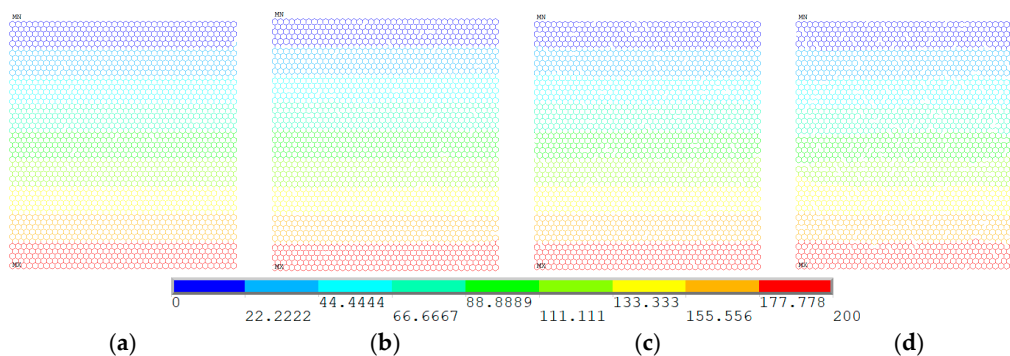 MN MN MN MN
MX MX MX MX
0 44.4444 88.8889 133.333 177.778
22.2222 66.6667 111.111 155.556 200
(a) (b) (c) (d)